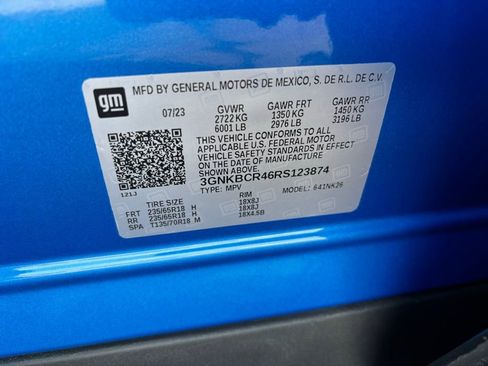 gm
MFD BY GENERAL MOTORS DE MEXICO, S. DE R.L. DE C.V.
07/23 GVWR GAWR FRT GAWR RR
2722 KG 1350 KG 1450 KG
6001 LB 2976 LB 3196 LB
THIS VEHICLE CONFORMS TO ALL
APPLICABLE U.S. FEDERAL MOTOR
VEHICLE SAFETY STANDARDS IN EFFECT
ON THE DATE OF MANUFACTURE
3GNKBCR46RS123874
121J TYPE: MPV MODEL: 641NK26
TIRE SIZE RIM
FRT 235/65R18 H 18X8J
RR 235/65R18 H 18X8J
SPA T135/70R18 M 18X4.5B